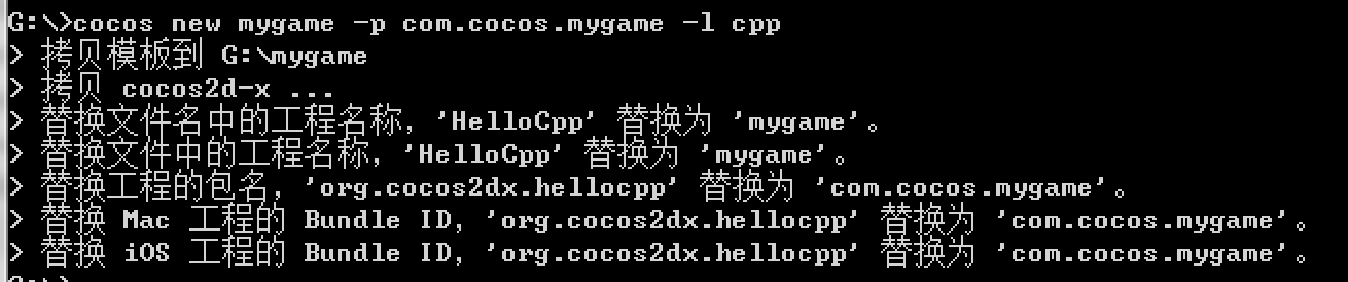 G:\>cocos new mygame -p com.cocos.mygame -l cpp
> 拷贝模板到 G:\mygame
> 拷贝 cocos2d-x ...
> 替换文件名中的工程名称，'HelloCpp' 替换为 'mygame'。
> 替换文件中的工程名称，'HelloCpp' 替换为 'mygame'。
> 替换工程的包名，'org.cocos2dx.hellocpp' 替换为 'com.cocos.mygame'。
> 替换 Mac 工程的 Bundle ID，'org.cocos2dx.hellocpp' 替换为 'com.cocos.mygame'。
> 替换 iOS 工程的 Bundle ID，'org.cocos2dx.hellocpp' 替换为 'com.cocos.mygame'。